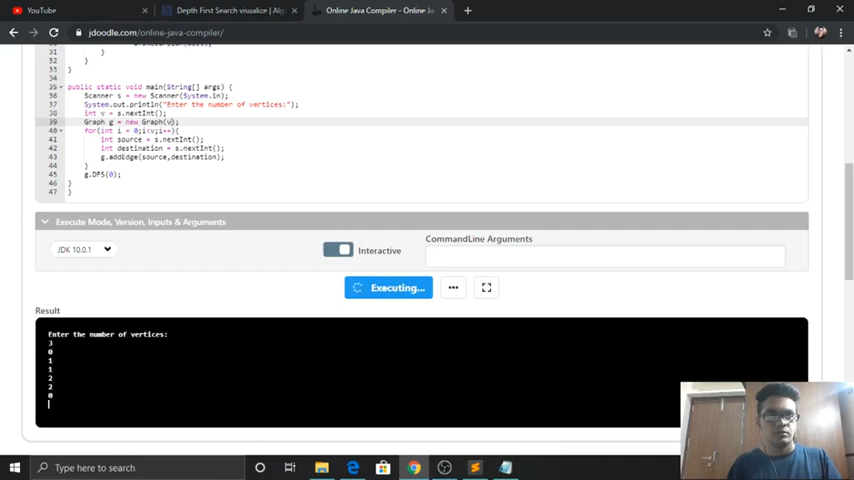 YouTube
Depth First Search visualize | Alg
Online Java Compiler - Online Ja
jdoodle.com/online-java-compiler/
31 }
32 }
33 }
34
35 public static void main(String[] args) {
36 Scanner s = new Scanner(System.in);
37 System.out.println("Enter the number of vertices:");
38 int v = s.nextInt();
39 Graph g = new Graph(v);
40 for(int i = 0;i<v;i++){
41 int source = s.nextInt();
42 int destination = s.nextInt();
43 g.addEdge(source,destination);
44 }
45 g.DFS(0);
46 }
47 }
Execute Mode, Version, Inputs & Arguments
CommandLine Arguments
JDK 10.0.1
Interactive
Executing...
Result
Enter the number of vertices:
3
0
1
1
2
2
0
Type here to search